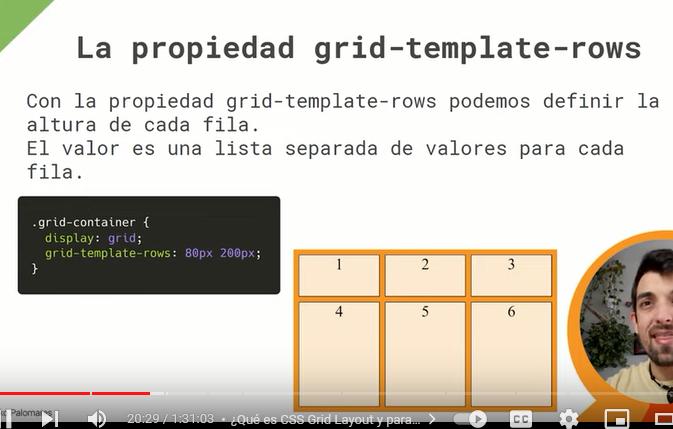 La propiedad grid-template-rows
Con la propiedad grid-template-rows podemos definir la
altura de cada fila.
El valor es una lista separada de valores para cada
fila.
.grid-container {
display: grid;
grid-template-rows: 80px 200px;
}
1 2 3
4 5 6
Palomares
20:29 / 1:31:03 • ¿Qué es CSS Grid Layout y para...
CC